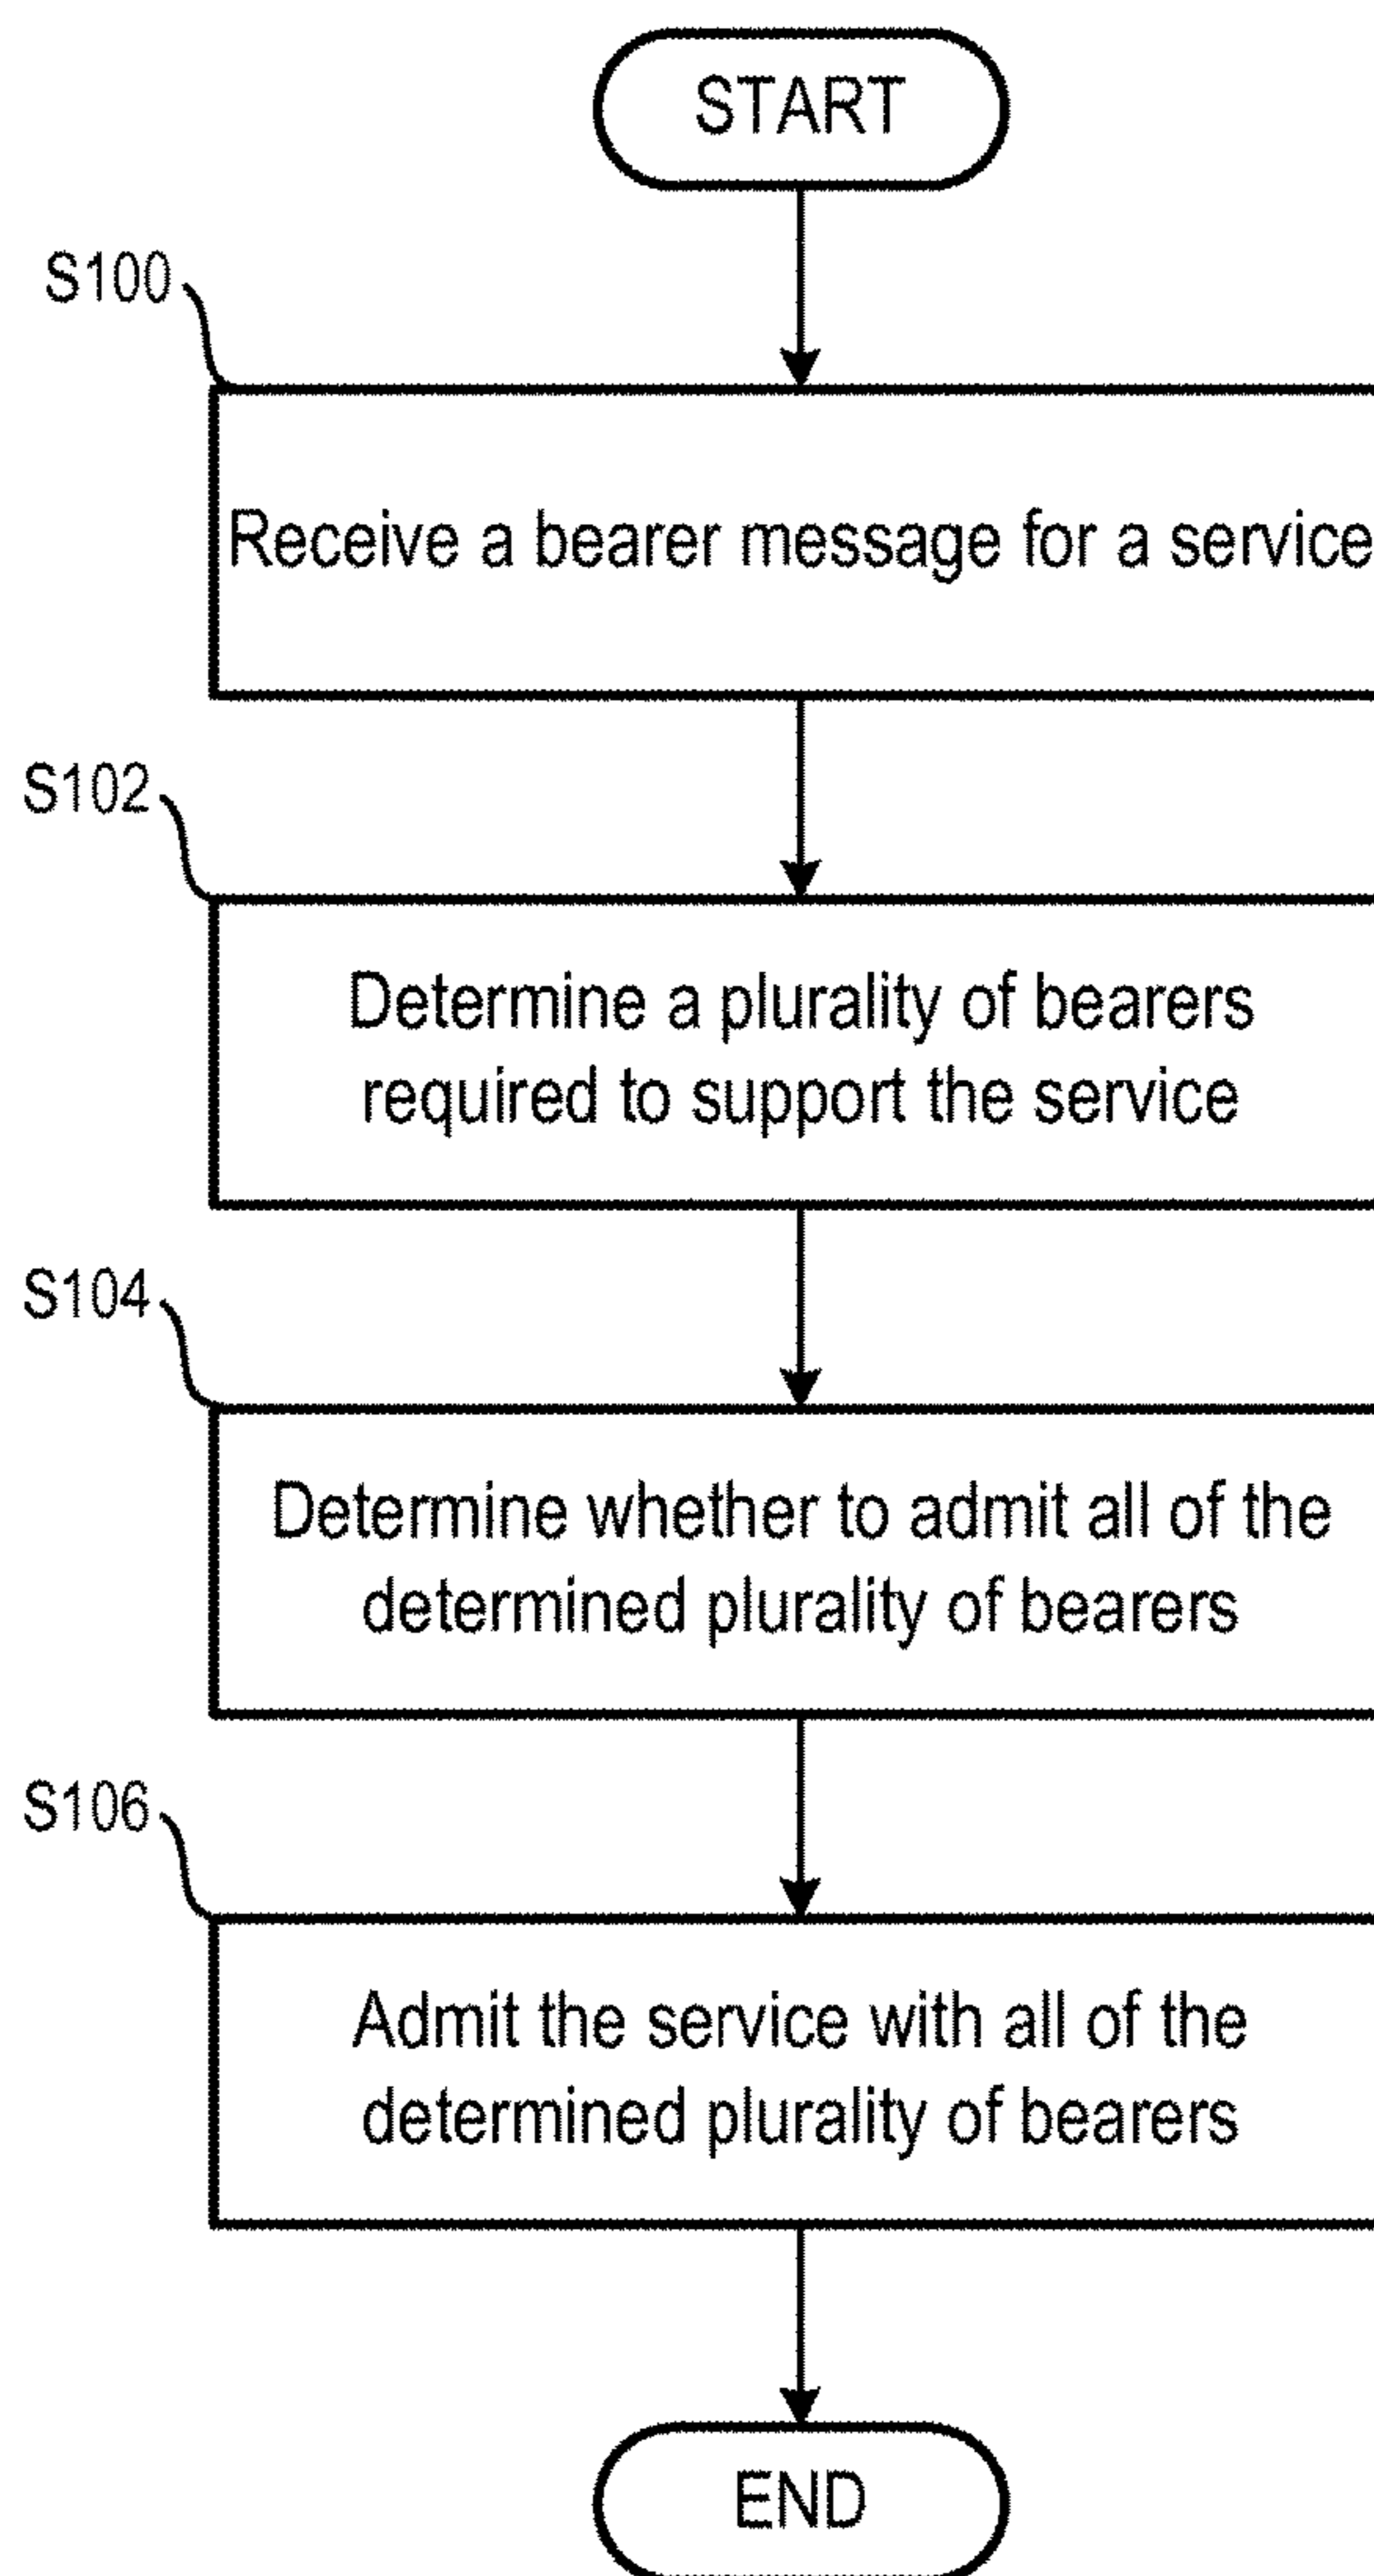 START
S100
Receive a bearer message for a service
S102
Determine a plurality of bearers
required to support the service
S104
Determine whether to admit all of the
determined plurality of bearers
S106
Admit the service with all of the
determined plurality of bearers
END